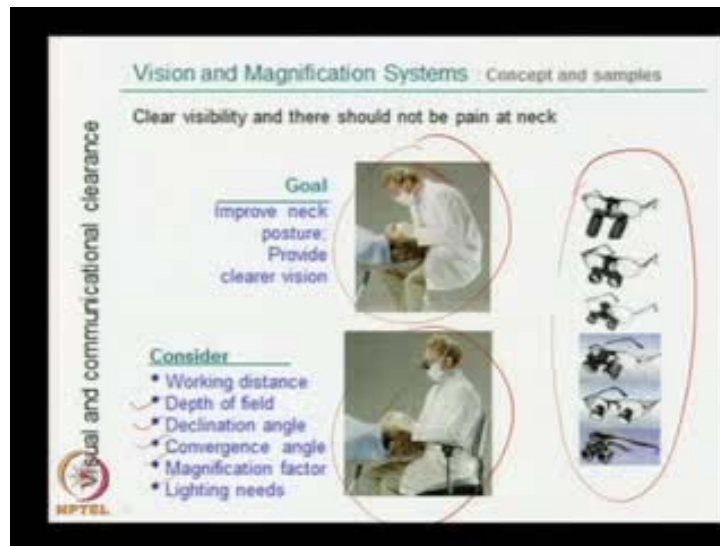 Vision and Magnification Systems : Concept and samples
Clear visibility and there should not be pain at neck
Visual and communicational clearance
Goal
Improve neck
posture;
Provide
clearer vision
Consider
• Working distance
• Depth of field
• Declination angle
• Convergence angle
• Magnification factor
• Lighting needs
NPTEL